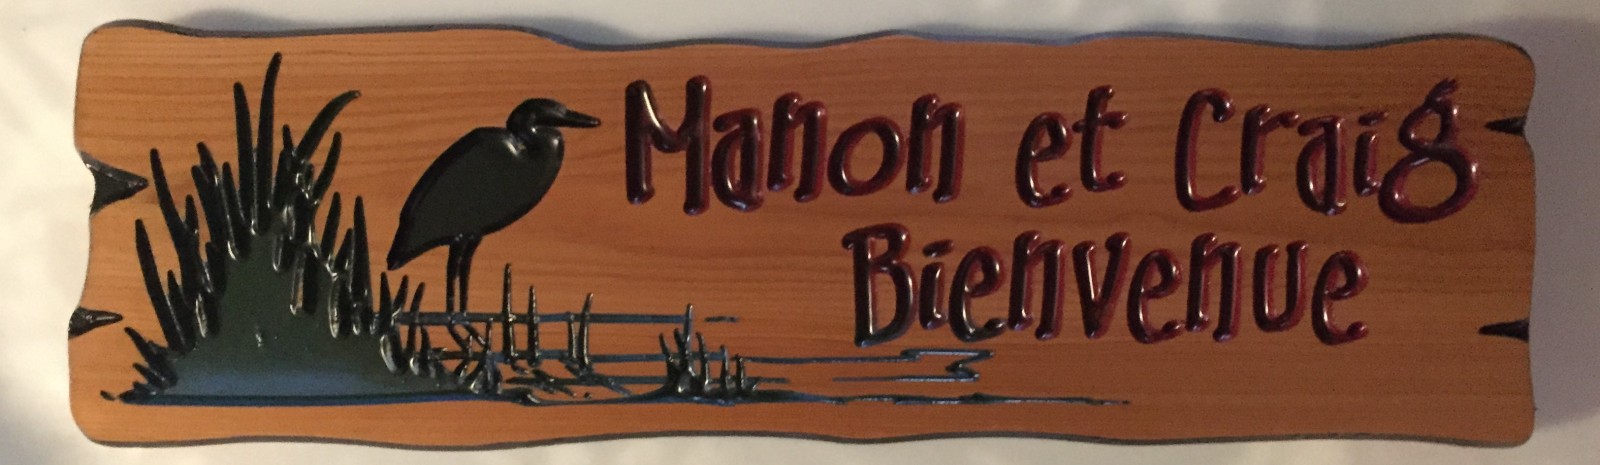 Manon et Craig
Bienvenue